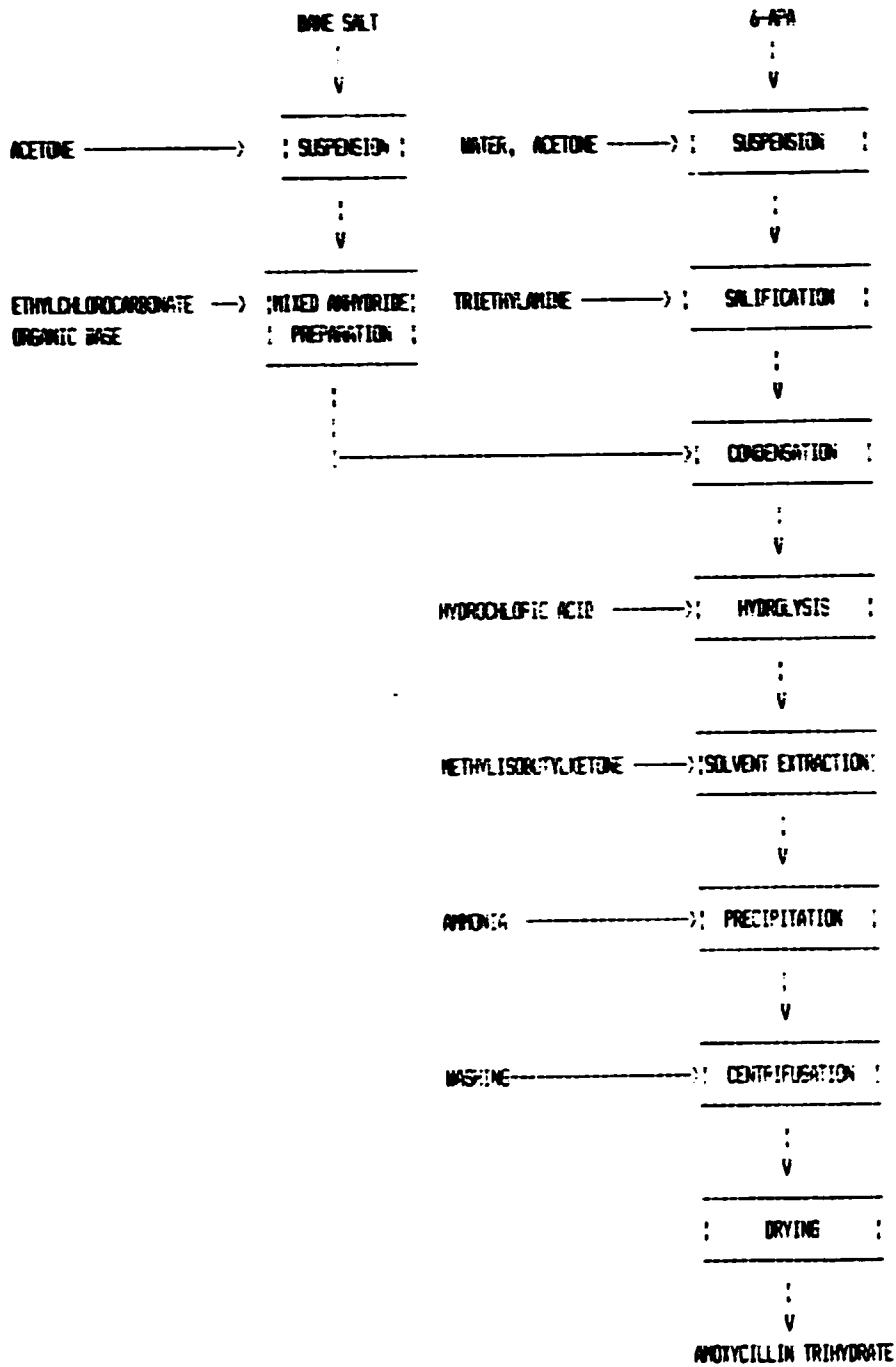 DANE SALT
6-APA
ACETONE
SUSPENSION
WATER, ACETONE
SUSPENSION
ETHYLCHLOROCARBONATE
ORGANIC BASE
MIXED ANHYDRIDE
PREPARATION
TRIETHYLAMINE
SALIFICATION
CONDENSATION
HYDROCHLORIC ACID
HYDROLYSIS
METHYLISOBUTYLKETONE
SOLVENT EXTRACTION
AMMONIA
PRECIPITATION
WASHING
CENTRIFUGATION
DRYING
AMOXYCILLIN TRIHYDRATE